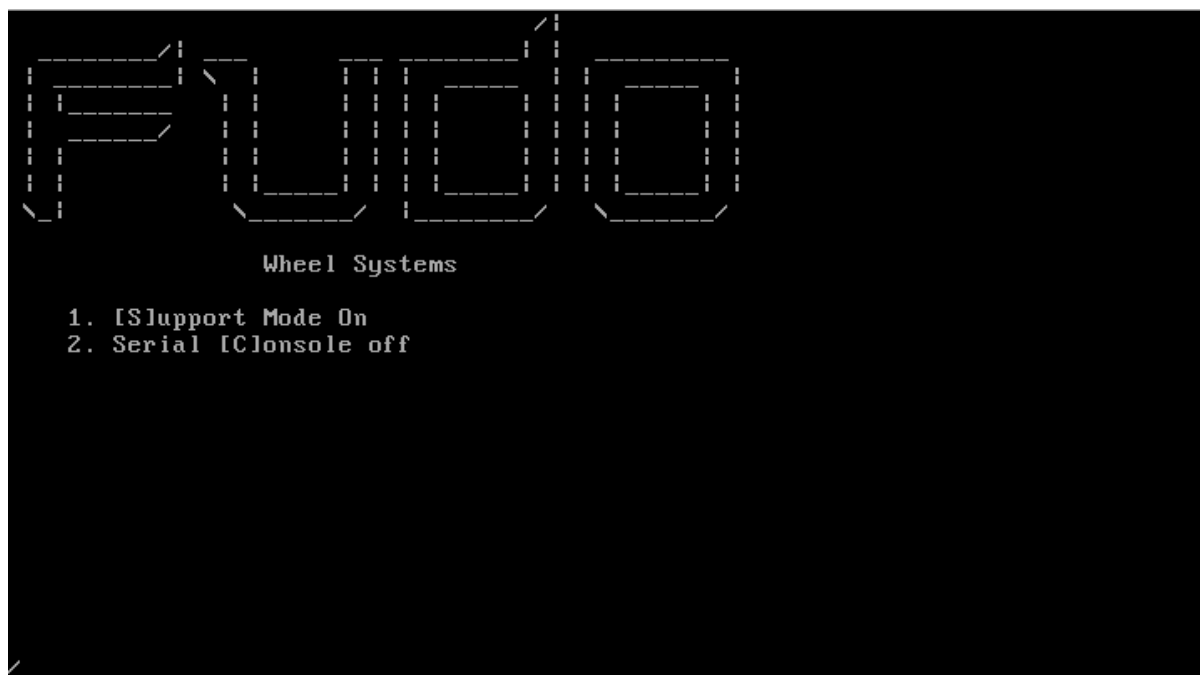 FUDO
Wheel Systems
1. [S]upport Mode On
2. Serial [C]onsole off
/